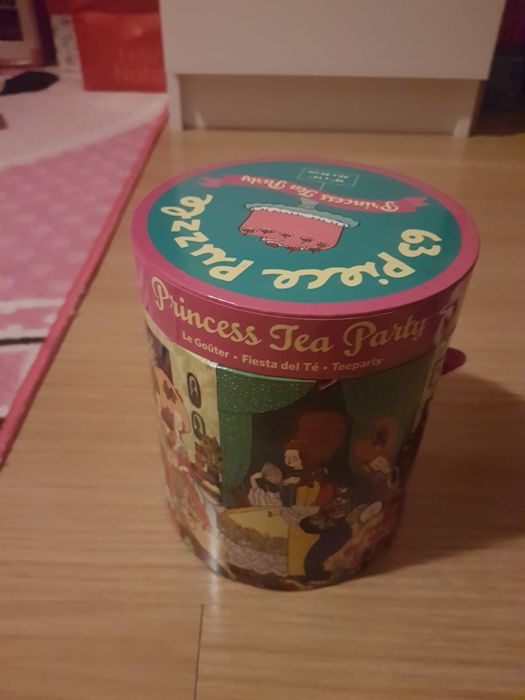 63 Piece Puzzle
Princess Tea Party
Princess Tea Party
Le Goûter • Fiesta del Té • Teeparty